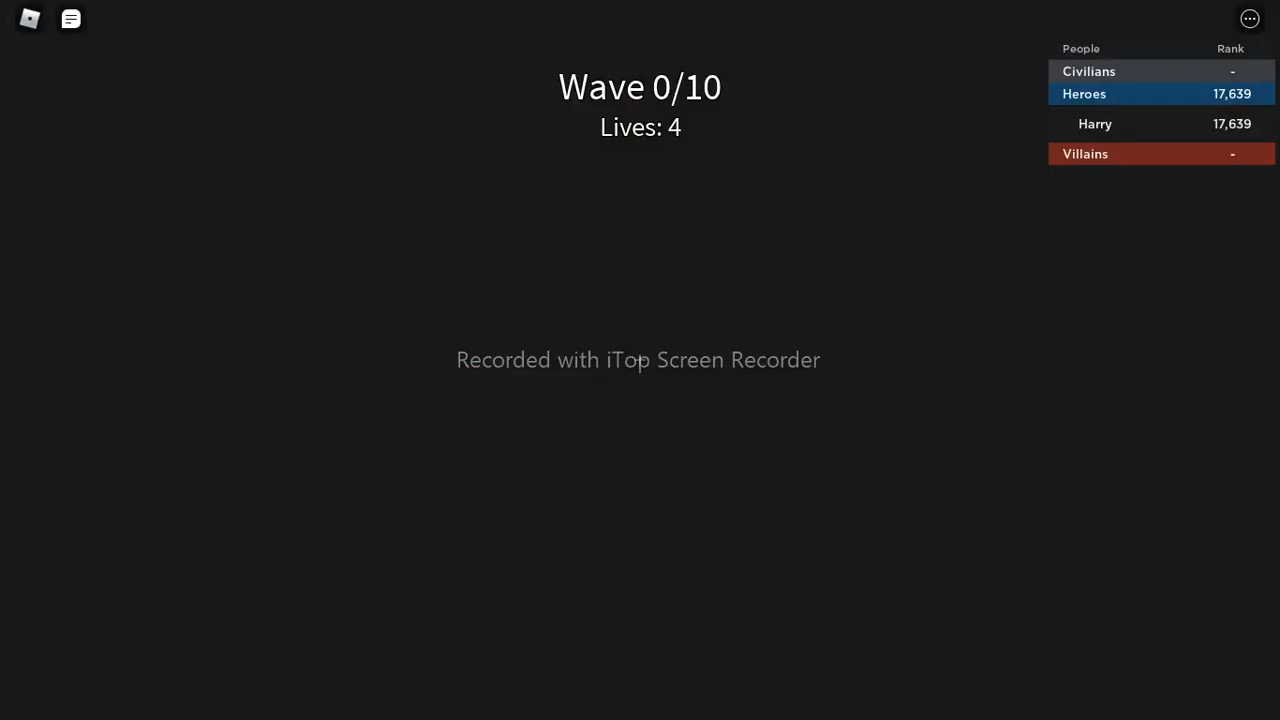 People Rank
Civilians -
Heroes 17,639
Harry 17,639
Villains -
Wave 0/10
Lives: 4
Recorded with iTop Screen Recorder